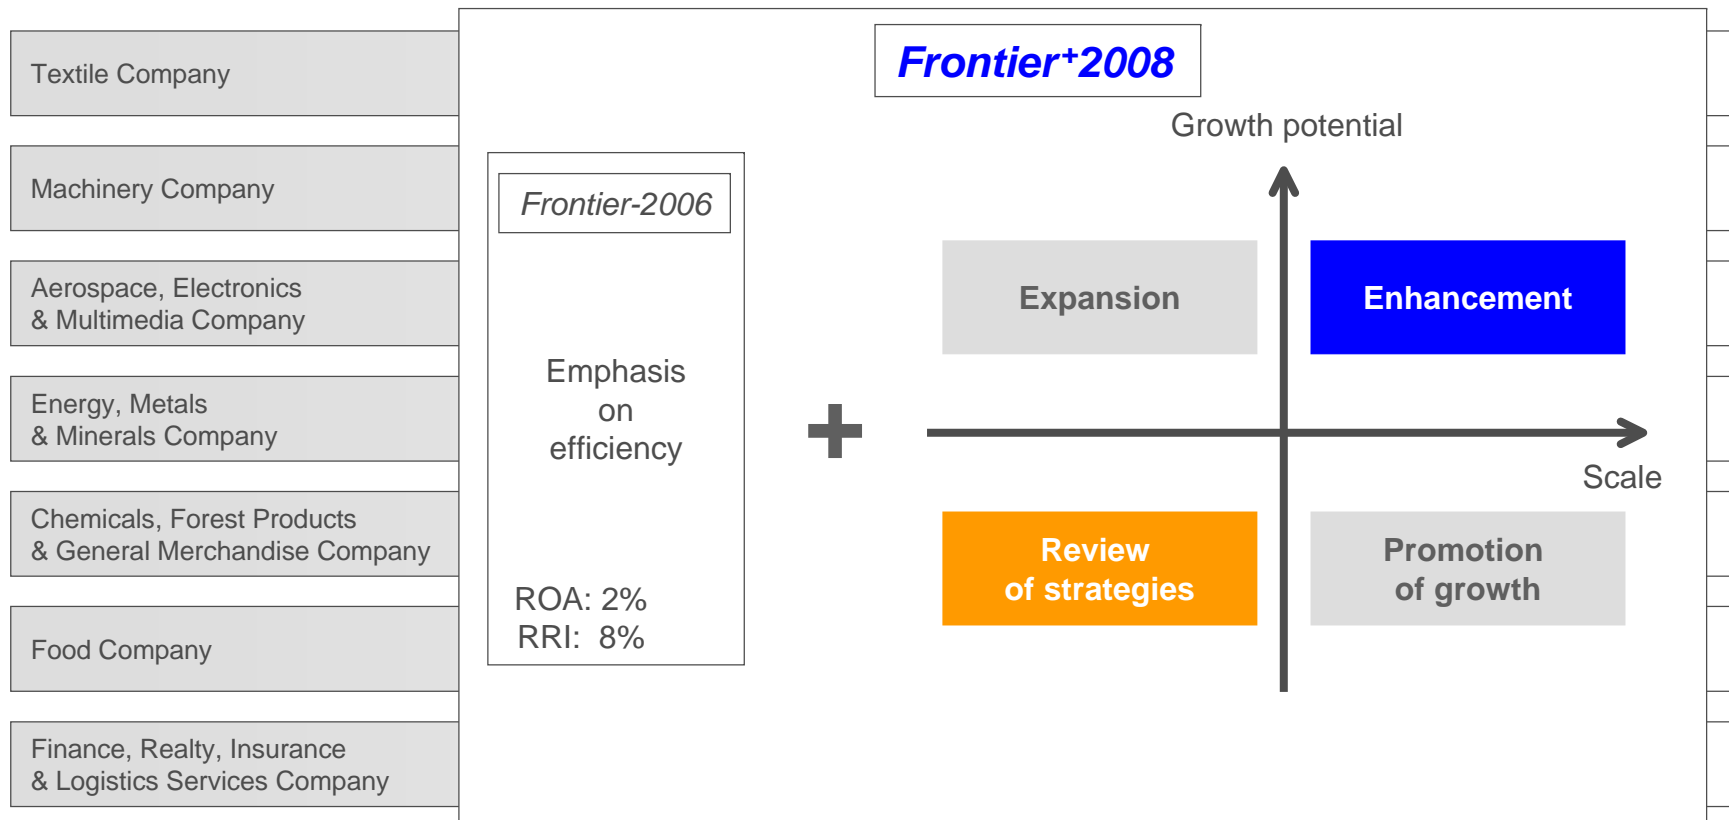 Textile Company
Machinery Company
Aerospace, Electronics
& Multimedia Company
Energy, Metals
& Minerals Company
Chemicals, Forest Products
& General Merchandise Company
Food Company
Finance, Realty, Insurance
& Logistics Services Company
Frontier+2008
Frontier-2006
Emphasis
on
efficiency
ROA: 2%
RRI: 8%
+
Growth potential
Expansion
Enhancement
Scale
Review
of strategies
Promotion
of growth